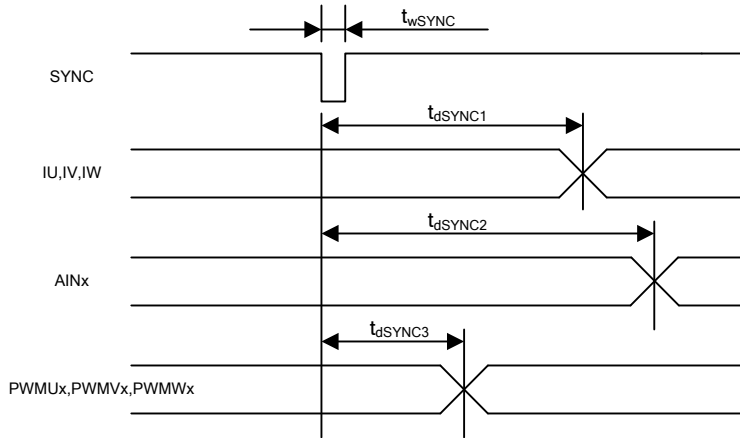 twSYNC
SYNC
tdSYNC1
IU,IV,IW
tdSYNC2
AINx
tdSYNC3
PWMUx,PWMVx,PWMWx